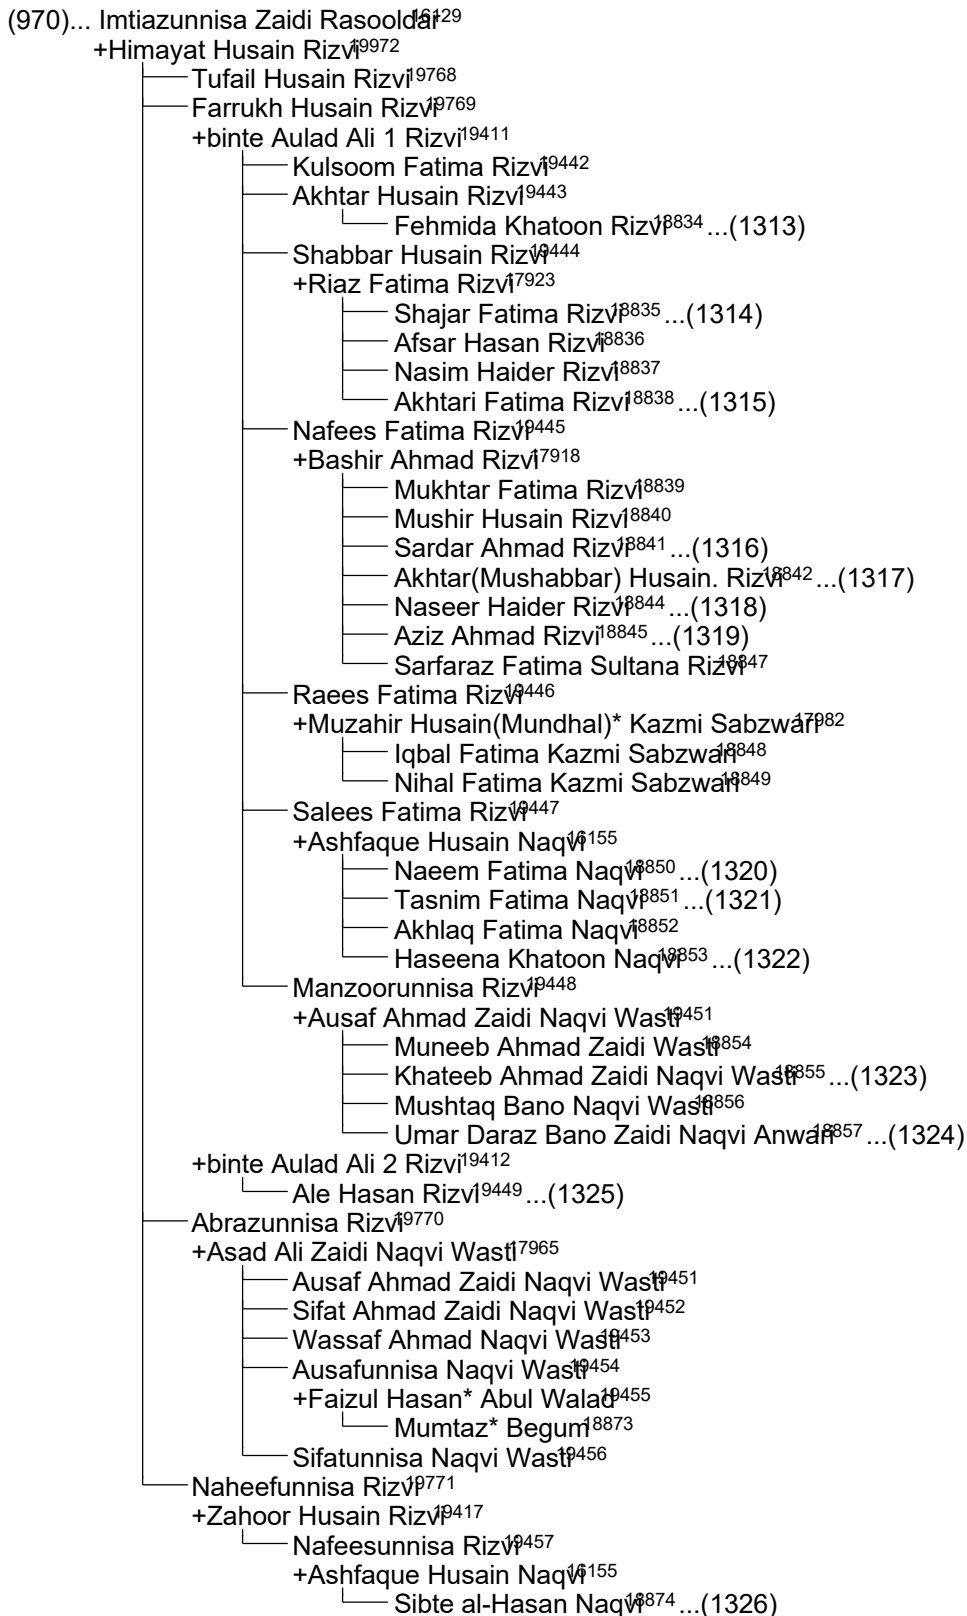 (970)... Imtiazunnisa Zaidi Rasooldar16129
+Himayat Husain Rizvi19972
Tufail Husain Rizvi19768
Farrukh Husain Rizvi19769
+binte Aulad Ali 1 Rizvi19411
Kulsoom Fatima Rizvi19442
Akhtar Husain Rizvi19443
Fehmida Khatoon Rizvi18834 ...(1313)
Shabbar Husain Rizvi19444
+Riaz Fatima Rizvi17923
Shajar Fatima Rizvi18835 ...(1314)
Afsar Hasan Rizvi18836
Nasim Haider Rizvi18837
Akhtari Fatima Rizvi18838 ...(1315)
Nafees Fatima Rizvi19445
+Bashir Ahmad Rizvi17918
Mukhtar Fatima Rizvi18839
Mushir Husain Rizvi18840
Sardar Ahmad Rizvi18841 ...(1316)
Akhtar(Mushabbar) Husain. Rizvi18842 ...(1317)
Naseer Haider Rizvi18844 ...(1318)
Aziz Ahmad Rizvi18845 ...(1319)
Sarfaraz Fatima Sultana Rizvi18847
Raees Fatima Rizvi19446
+Muzahir Husain(Mundhal)* Kazmi Sabzwari17982
Iqbal Fatima Kazmi Sabzwari18848
Nihal Fatima Kazmi Sabzwari18849
Salees Fatima Rizvi19447
+Ashfaque Husain Naqvi16155
Naeem Fatima Naqvi18850 ...(1320)
Tasnim Fatima Naqvi18851 ...(1321)
Akhlaq Fatima Naqvi18852
Haseena Khatoon Naqvi18853 ...(1322)
Manzoorunnisa Rizvi19448
+Ausaf Ahmad Zaidi Naqvi Wasti19451
Muneeb Ahmad Zaidi Wasti18854
Khateeb Ahmad Zaidi Naqvi Wasti18855 ...(1323)
Mushtaq Bano Naqvi Wasti18856
Umar Daraz Bano Zaidi Naqvi Anwari18857 ...(1324)
+binte Aulad Ali 2 Rizvi19412
Ale Hasan Rizvi19449 ...(1325)
Abrazunnisa Rizvi19770
+Asad Ali Zaidi Naqvi Wasti17965
Ausaf Ahmad Zaidi Naqvi Wasti19451
Sifat Ahmad Zaidi Naqvi Wasti19452
Wassaf Ahmad Naqvi Wasti19453
Ausafunnisa Naqvi Wasti19454
+Faizul Hasan* Abul Walad19455
Mumtaz* Begum18873
Sifatunnisa Naqvi Wasti19456
Naheefunnisa Rizvi19771
+Zahoor Husain Rizvi19417
Nafeesunnisa Rizvi19457
+Ashfaque Husain Naqvi16155
Sibte al-Hasan Naqvi18874 ...(1326)